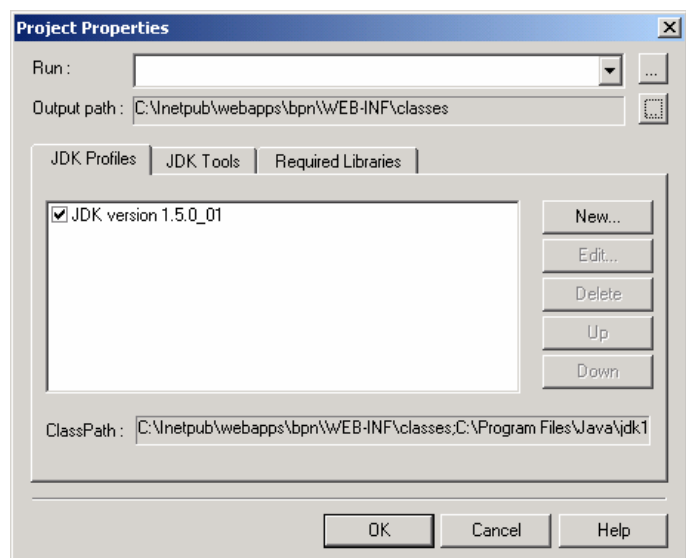 Project Properties
Run :
...
Output path : C:\Inetpub\webapps\bpn\WEB-INF\classes
...
JDK Profiles JDK Tools Required Libraries
JDK version 1.5.0_01
New...
Edit...
Delete
Up
Down
ClassPath : C:\Inetpub\webapps\bpn\WEB-INF\classes;C:\Program Files\Java\jdk1
OK Cancel Help